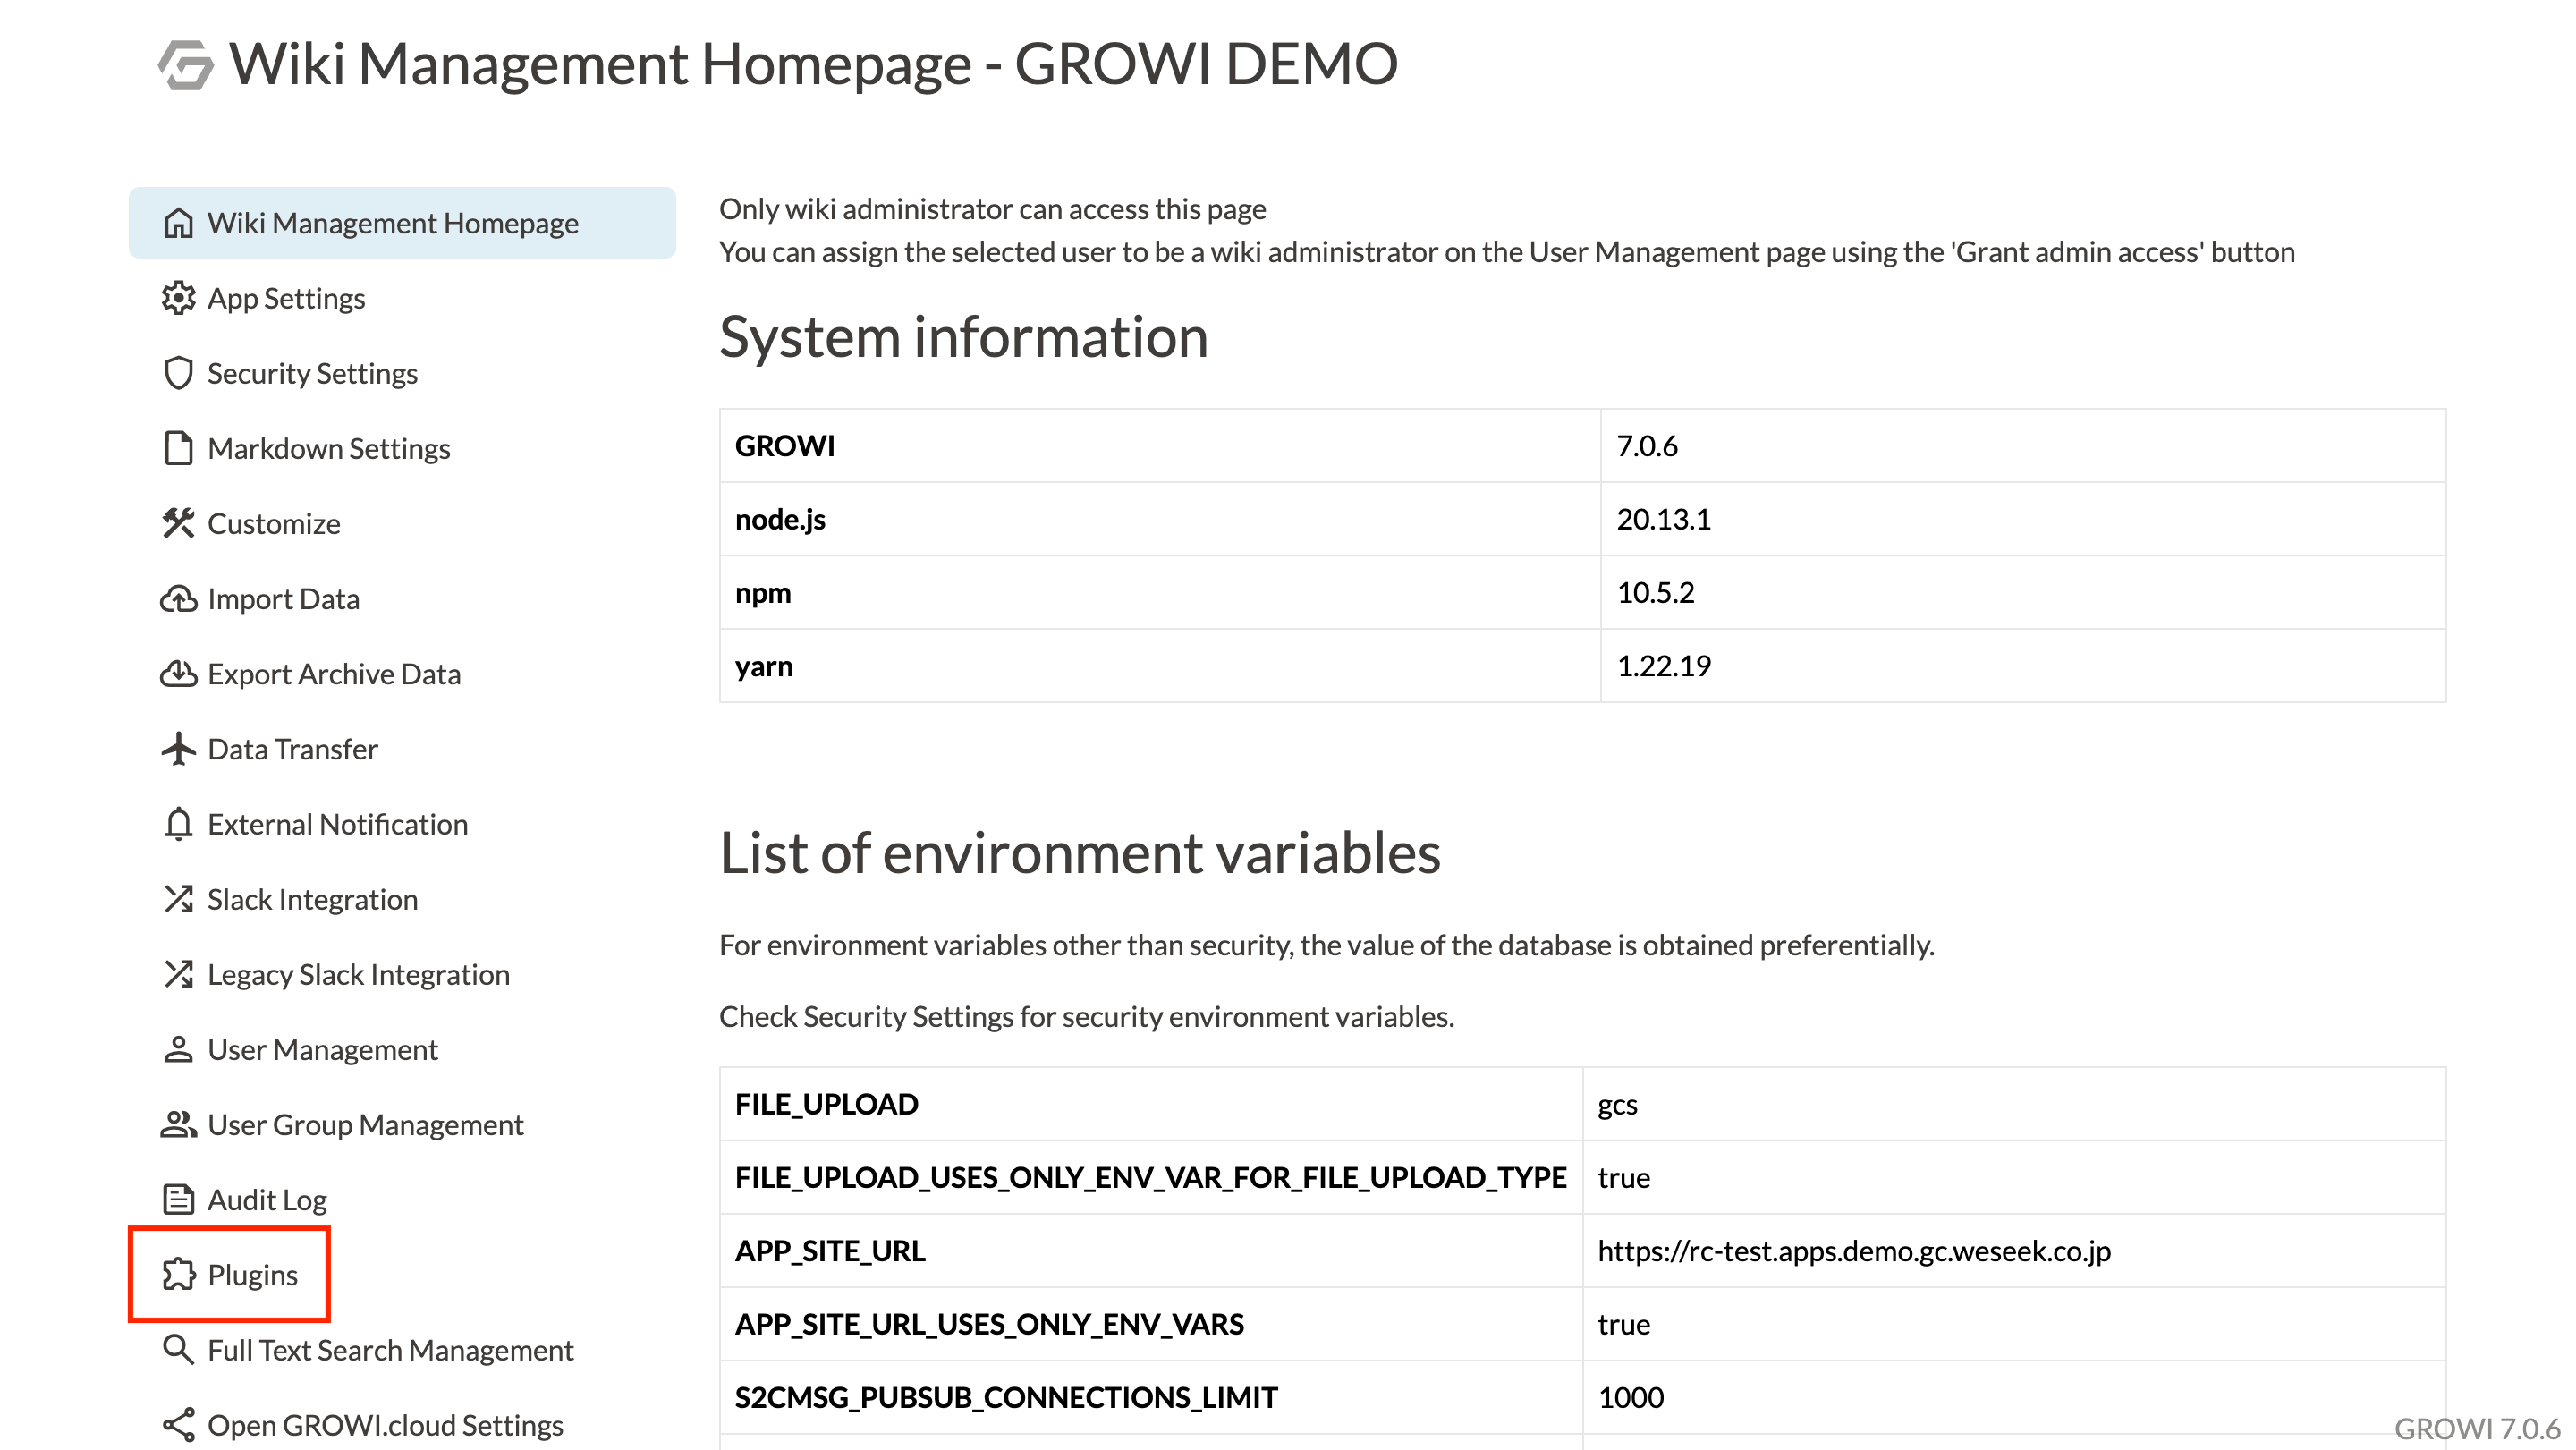 Wiki Management Homepage - GROWI DEMO
Wiki Management Homepage
App Settings
Security Settings
Markdown Settings
Customize
Import Data
Export Archive Data
Data Transfer
External Notification
Slack Integration
Legacy Slack Integration
User Management
User Group Management
Audit Log
Plugins
Full Text Search Management
Open GROWI.cloud Settings
Only wiki administrator can access this page
You can assign the selected user to be a wiki administrator on the User Management page using the 'Grant admin access' button
System information
GROWI 7.0.6
node.js 20.13.1
npm 10.5.2
yarn 1.22.19
List of environment variables
For environment variables other than security, the value of the database is obtained preferentially.
Check Security Settings for security environment variables.
FILE_UPLOAD gcs
FILE_UPLOAD_USES_ONLY_ENV_VAR_FOR_FILE_UPLOAD_TYPE true
APP_SITE_URL https://rc-test.apps.demo.gc.weseek.co.jp
APP_SITE_URL_USES_ONLY_ENV_VARS true
S2CMSG_PUBSUB_CONNECTIONS_LIMIT 1000
GROWI 7.0.6